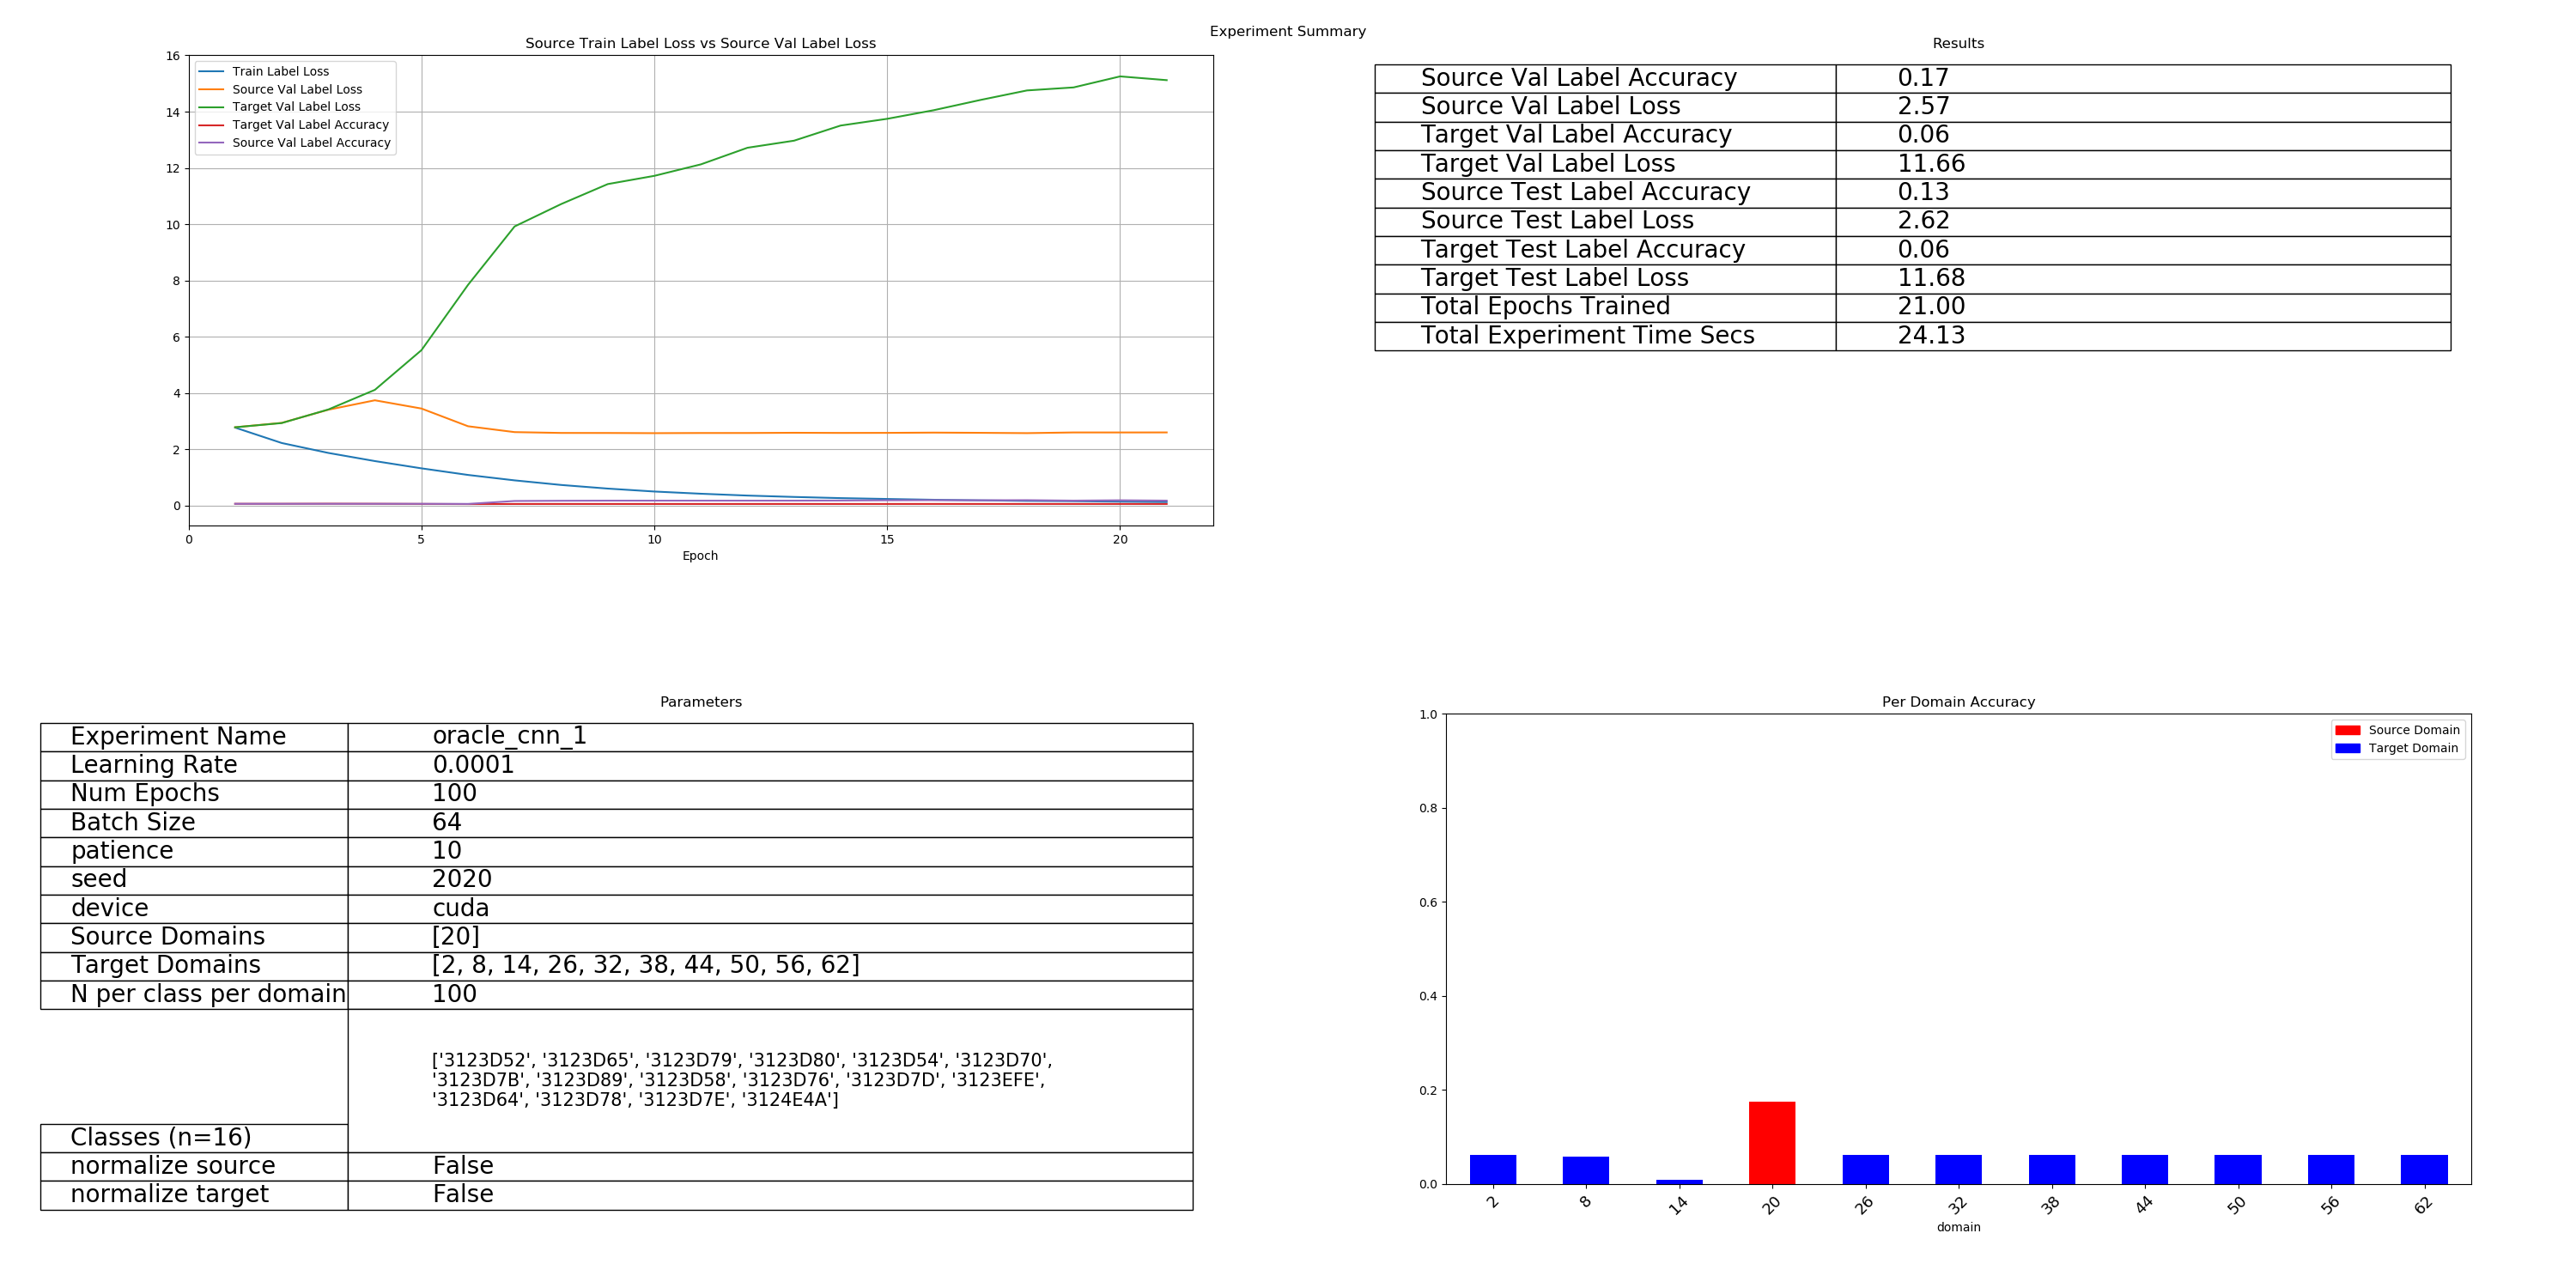 Experiment Summary
Source Train Label Loss vs Source Val Label Loss
16
14
12
10
8
6
4
2
0
Train Label Loss
Source Val Label Loss
Target Val Label Loss
Target Val Label Accuracy
Source Val Label Accuracy
0 5 10 15 20
Epoch
Results
Source Val Label Accuracy 0.17
Source Val Label Loss 2.57
Target Val Label Accuracy 0.06
Target Val Label Loss 11.66
Source Test Label Accuracy 0.13
Source Test Label Loss 2.62
Target Test Label Accuracy 0.06
Target Test Label Loss 11.68
Total Epochs Trained 21.00
Total Experiment Time Secs 24.13
Parameters
Experiment Name oracle_cnn_1
Learning Rate 0.0001
Num Epochs 100
Batch Size 64
patience 10
seed 2020
device cuda
Source Domains [20]
Target Domains [2, 8, 14, 26, 32, 38, 44, 50, 56, 62]
N per class per domain 100
['3123D52', '3123D65', '3123D79', '3123D80', '3123D54', '3123D70',
'3123D7B', '3123D89', '3123D58', '3123D76', '3123D7D', '3123EFE',
'3123D64', '3123D78', '3123D7E', '3124E4A']
Classes (n=16)
normalize source False
normalize target False
Per Domain Accuracy
1.0
0.8
0.6
0.4
0.2
0.0
Source Domain
Target Domain
2 8 14 20 26 32 38 44 50 56 62
domain